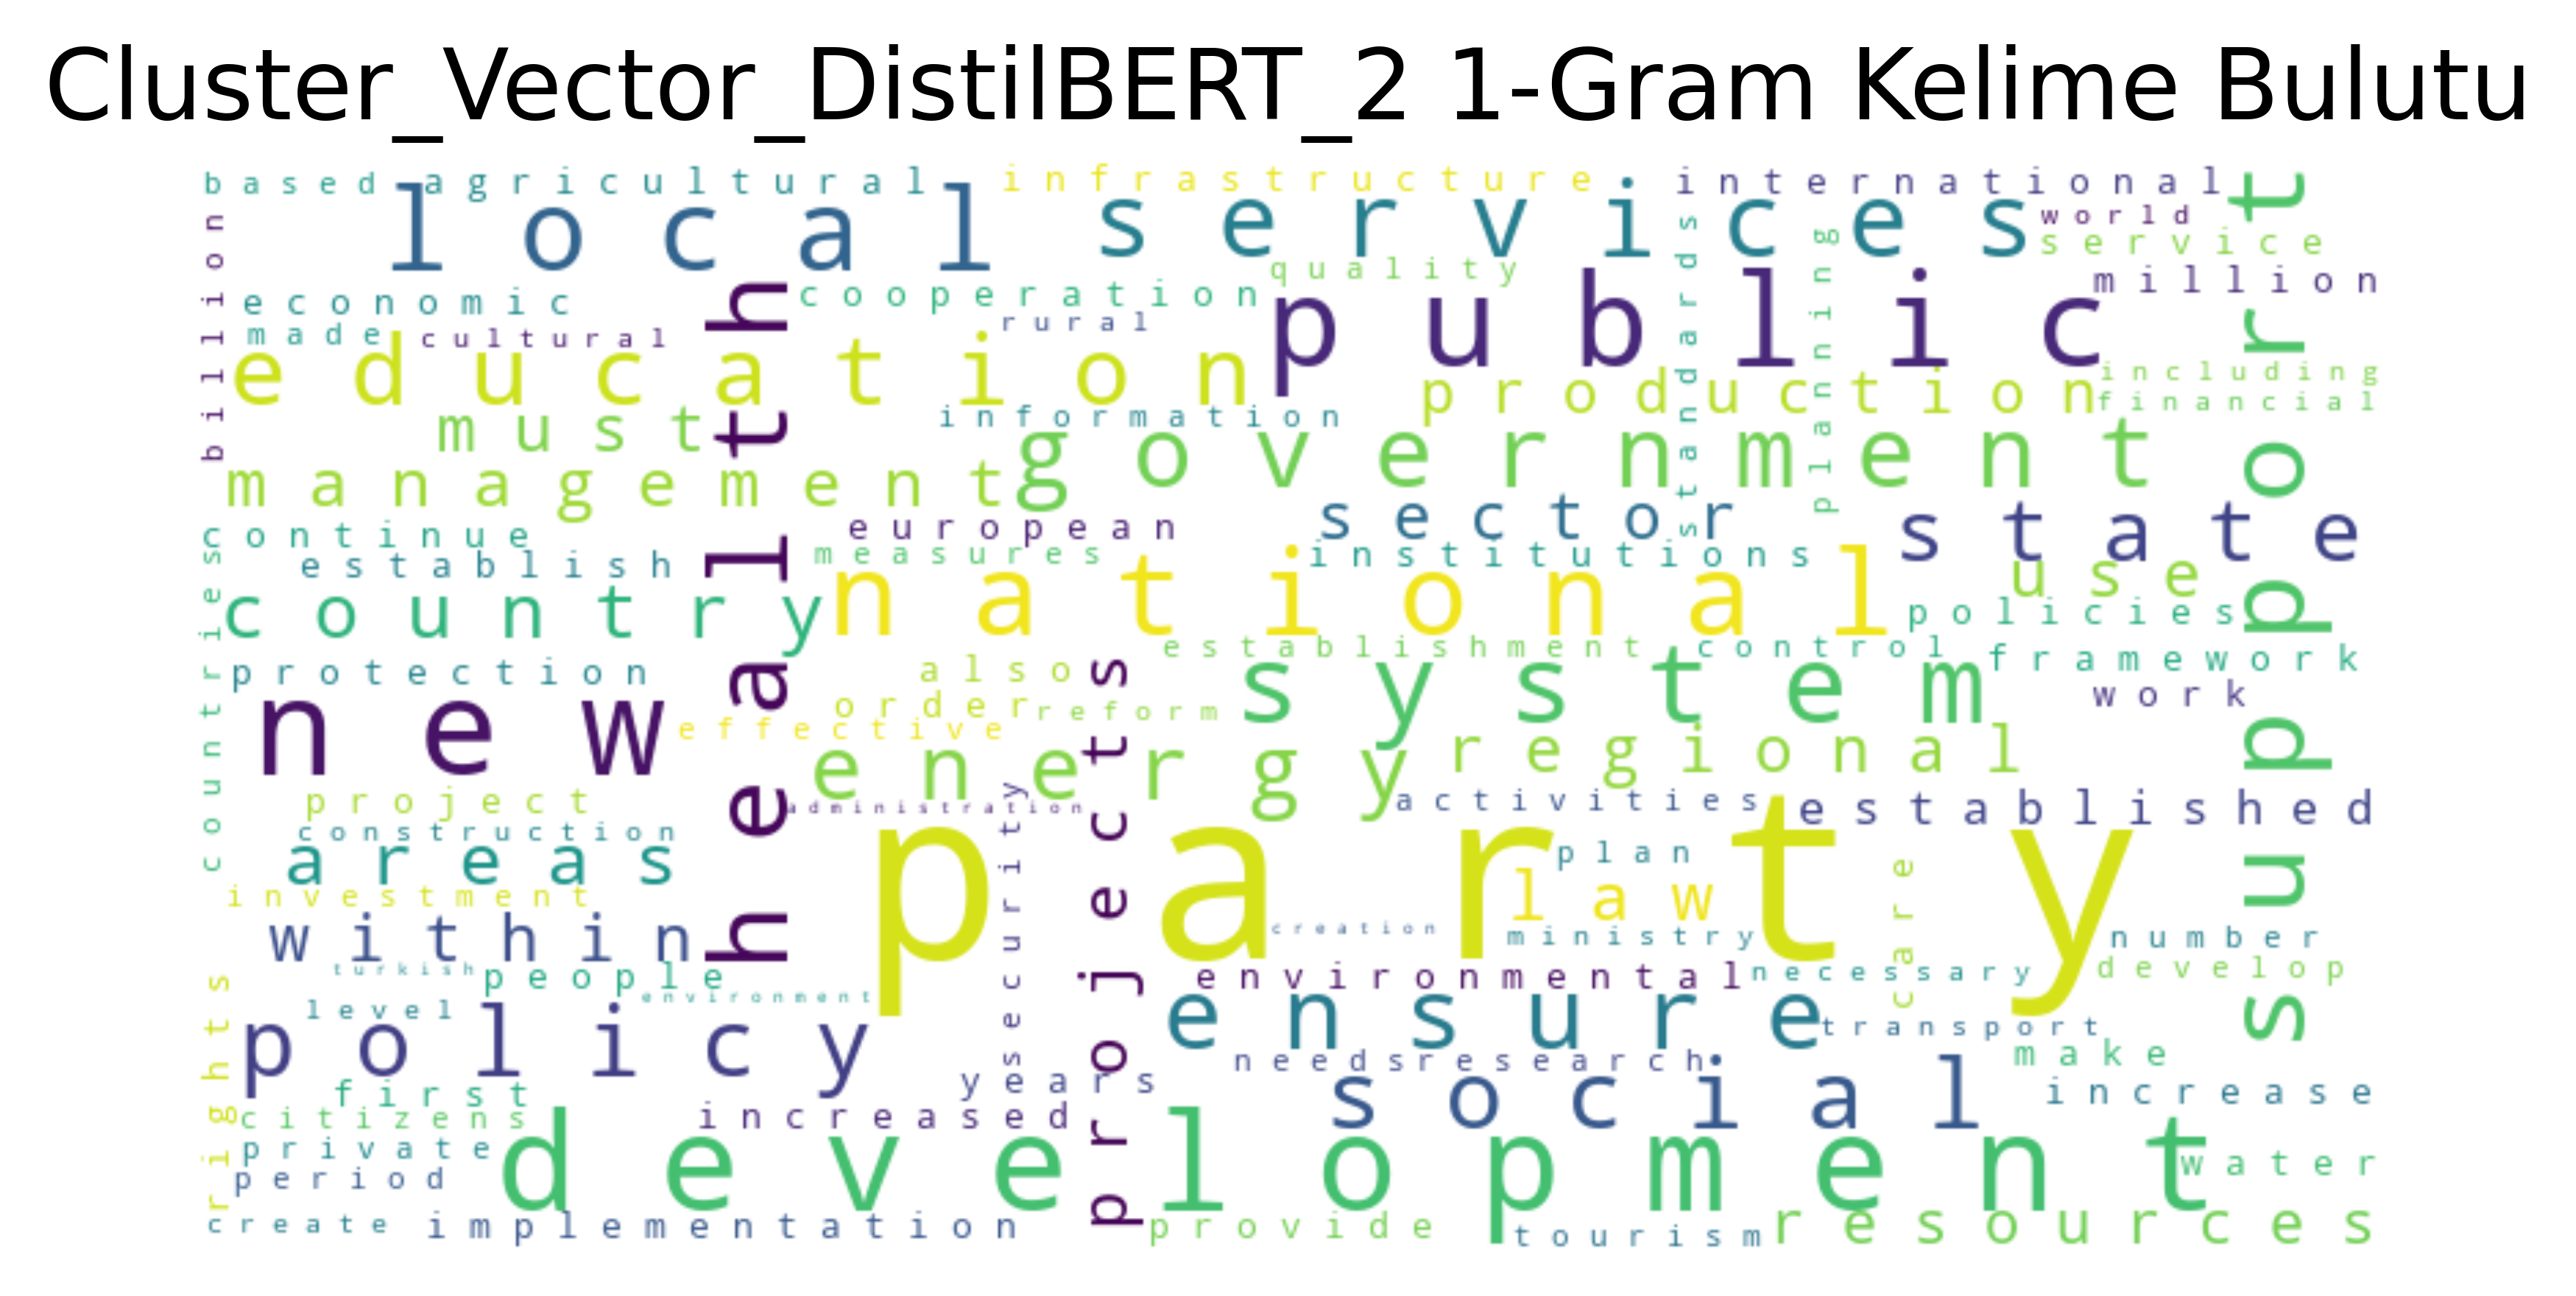 Cluster_Vector_DistilBERT_2 1-Gram Kelime Bulutu
based agricultural infrastructure international
local services world
service
billion
quality
million
economic cooperation public
made cultural rural
education production including
financial
must information
management government
standards
planning
support
health
continue european sector state
establish measures institutions use
country national policies
countries
establishment control framework
protection also system work
new order reform
effective
energy regional
project administration activities established
construction
areas party plan
investment law
care
creation
within ministry number
turkish people environmental necessary develop
environment
security
projects
level
policy ensure transport
needs research make
years
first social increase
rights
citizens increased
private development water
period
create implementation provide tourism resources